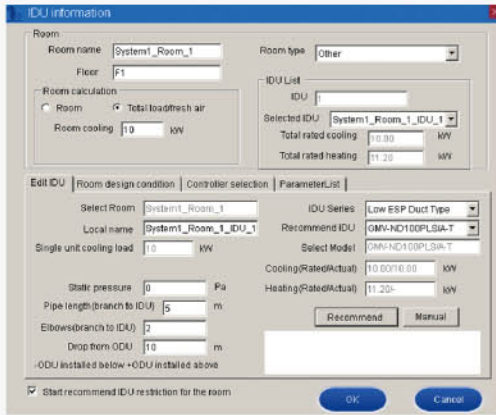 IDU information
Room
Room name System1_Room_1
Room type Other
Floor F1
IDU List
IDU 1
Room calculation
Room Total load/fresh air
Selected IDU System1_Room_1_IDU_1
Room cooling 10 kW
Total rated cooling 10.00 kW
Total rated heating 11.20 kW
Edit IDU Room design condition Controller selection ParameterList
Select Room System1_Room_1
IDU Series Low ESP Duct Type
Local name System1_Room_1_IDU_1
Recommend IDU GMV-ND100PLS/A-T
Single unit cooling load 10 kW
Select Model GMV-ND100PLS/A-T
Cooling(Rated/Actual) 10.00/10.00 kW
Static pressure 0 Pa
Heating(Rated/Actual) 11.20/- kW
Pipe length(branch to IDU) 5 m
Recommend Manual
Elbows(branch to IDU) 2
Drop from ODU 10 m
-ODU installed below +ODU installed above
Start recommend IDU restriction for the room
OK Cancel